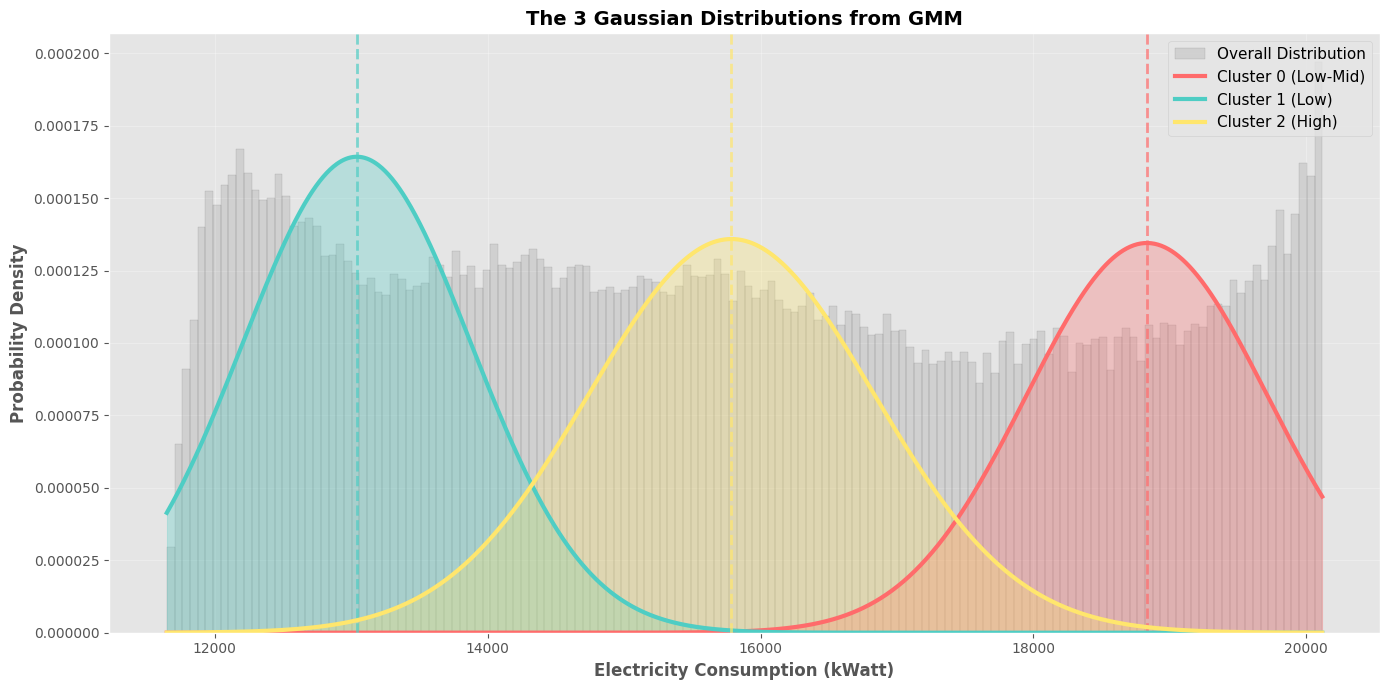 The 3 Gaussian Distributions from GMM
Overall Distribution
Cluster 0 (Low-Mid)
Cluster 1 (Low)
Cluster 2 (High)
Probability Density
0.000200
0.000175
0.000150
0.000125
0.000100
0.000075
0.000050
0.000025
0.000000
12000 14000 16000 18000 20000
Electricity Consumption (kWatt)